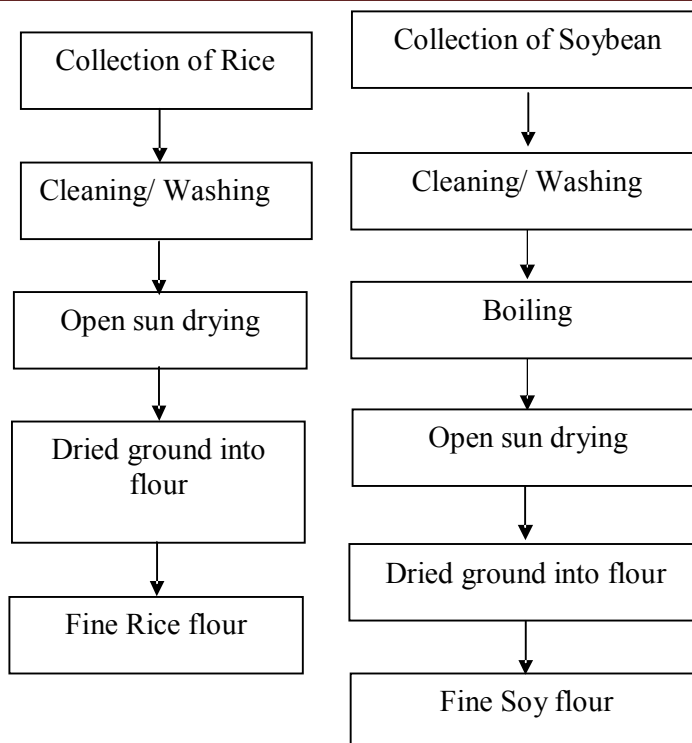 Collection of Rice
Cleaning/ Washing
Open sun drying
Dried ground into
flour
Fine Rice flour
Collection of Soybean
Cleaning/ Washing
Boiling
Open sun drying
Dried ground into flour
Fine Soy flour